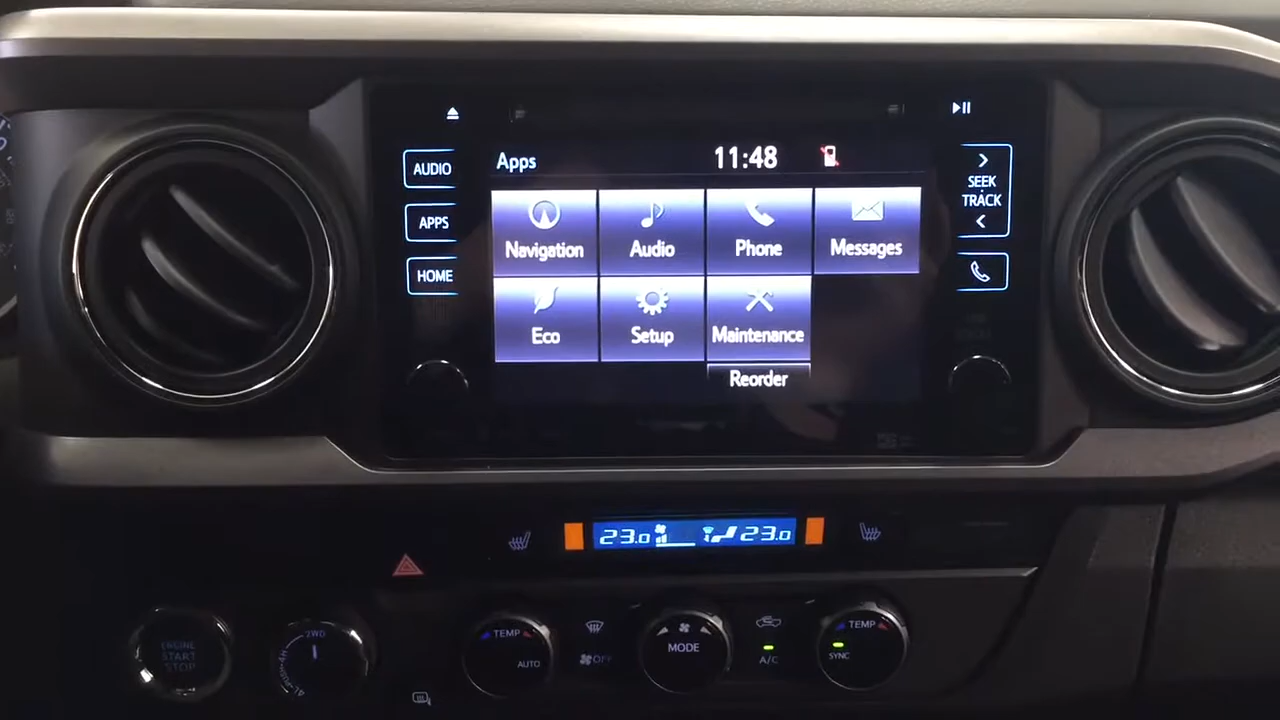 AUDIO
APPS
HOME
Apps
11:48
Navigation
Audio
Phone
Messages
Eco
Setup
Maintenance
Reorder
SEEK
TRACK
23.0
23.0
ENGINE
START
STOP
2WD
TEMP
AUTO
OFF
MODE
A/C
TEMP
SYNC